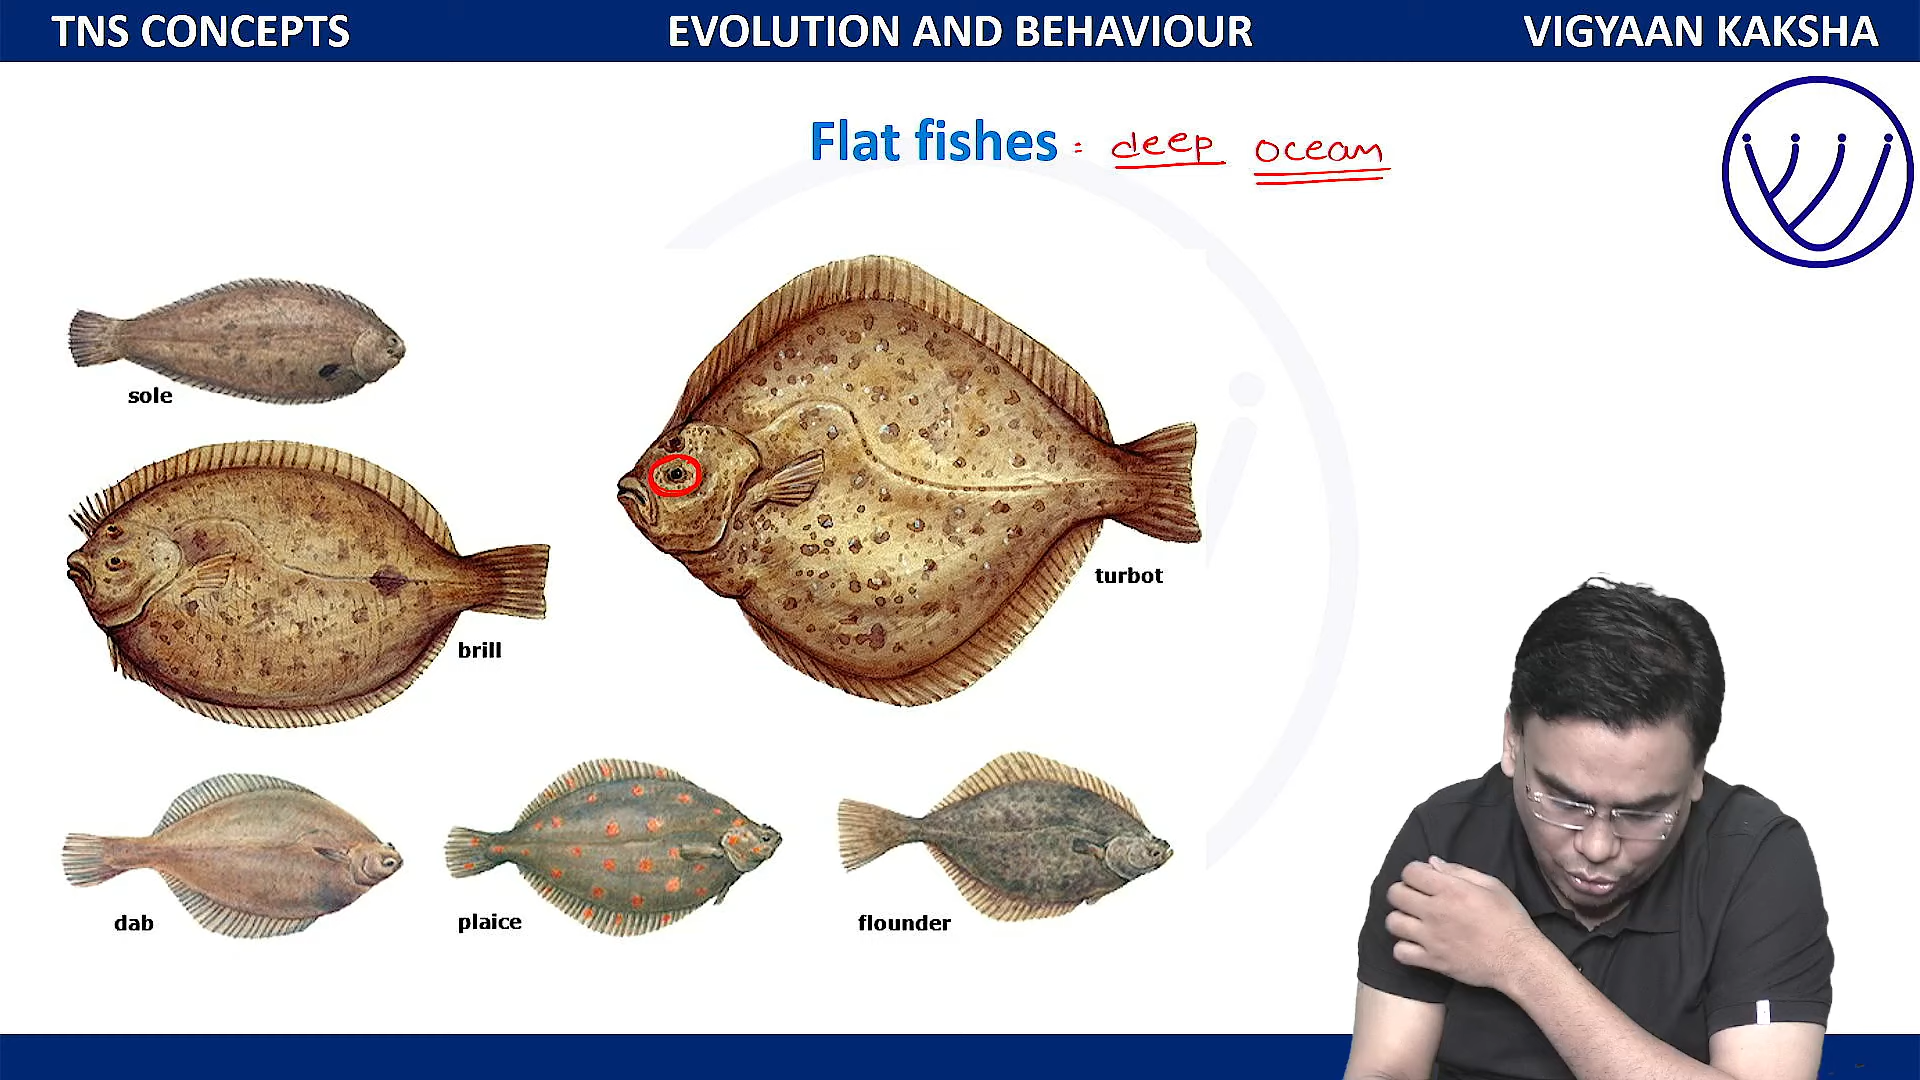 TNS CONCEPTS
EVOLUTION AND BEHAVIOUR
VIGYAAN KAKSHA
Flat fishes : deep ocean
sole
turbot
brill
dab
plaice
flounder